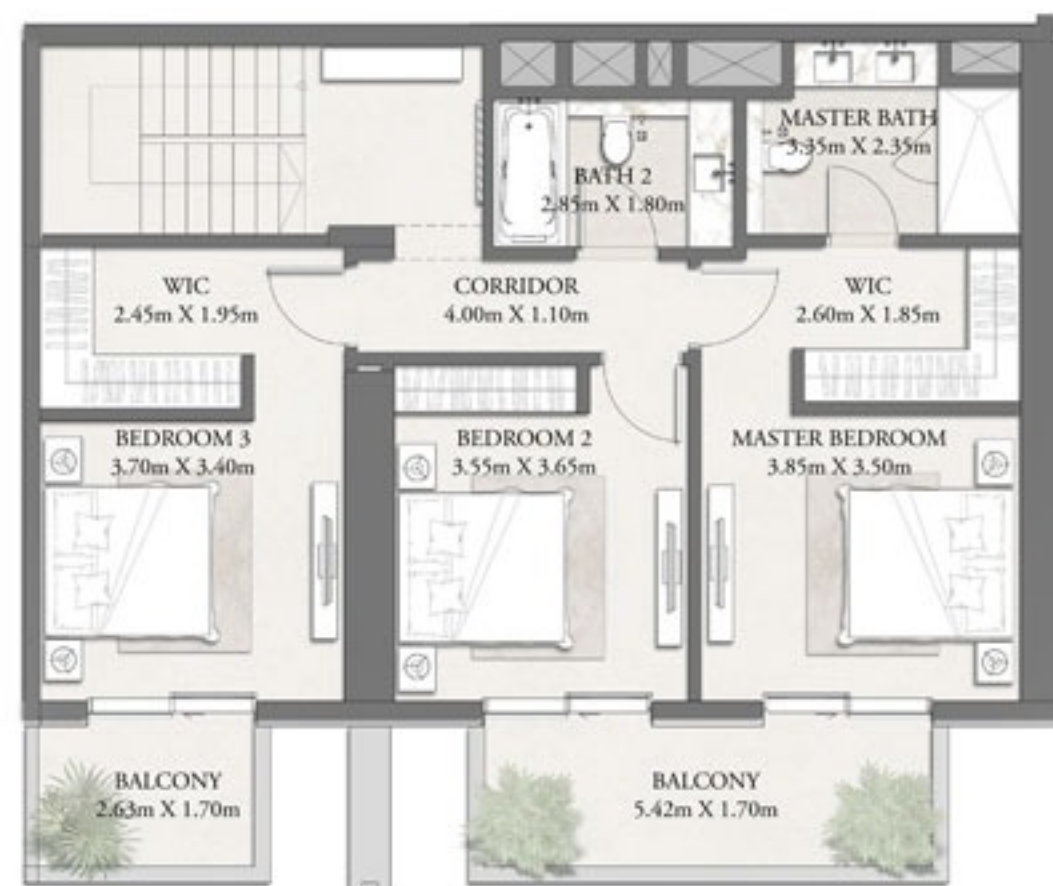 MASTER BATH
3.35m X 2.35m
BATH 2
2.85m X 1.80m
WIC
2.45m X 1.95m
CORRIDOR
4.00m X 1.10m
WIC
2.60m X 1.85m
BEDROOM 3
3.70m X 3.40m
BEDROOM 2
3.55m X 3.65m
MASTER BEDROOM
3.85m X 3.50m
BALCONY
2.63m X 1.70m
BALCONY
5.42m X 1.70m